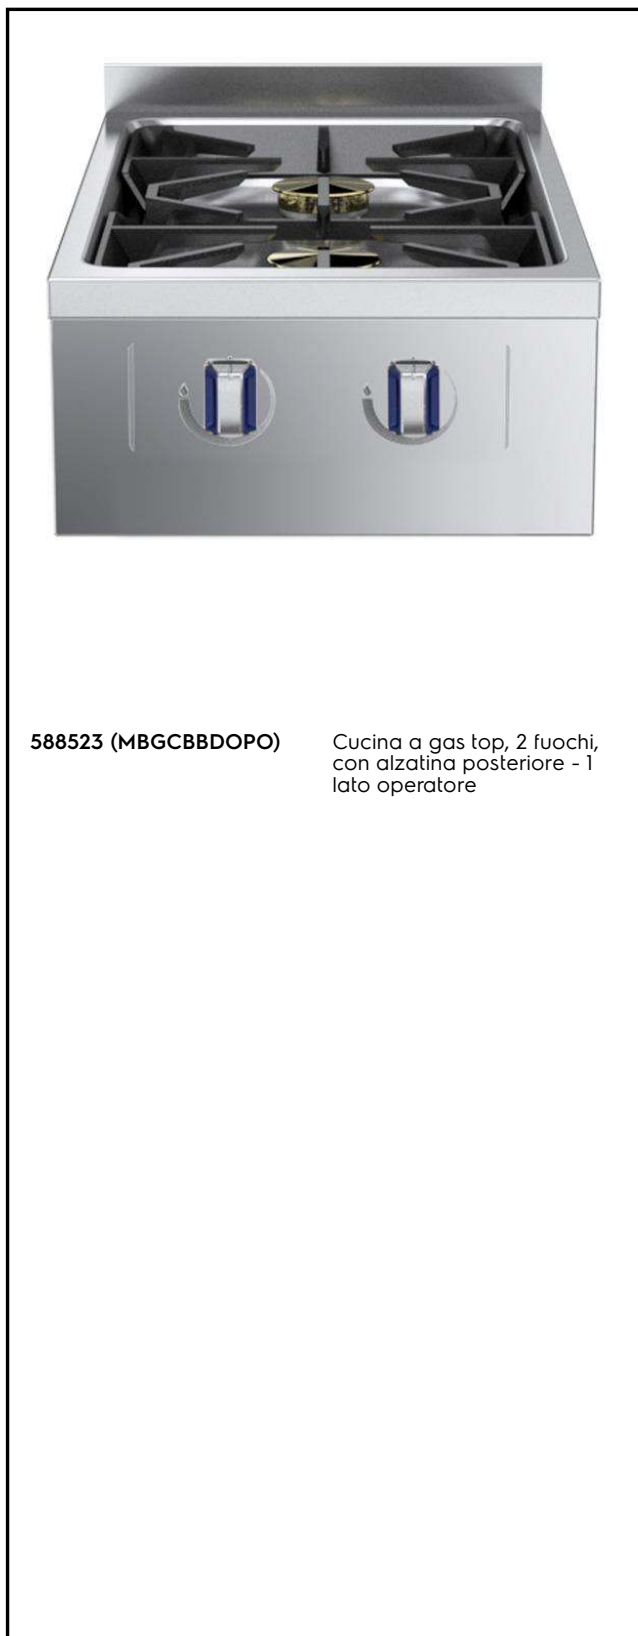 588523 (MBGCBBDOPO)
Cucina a gas top, 2 fuochi,
con alzatina posteriore - 1
lato operatore